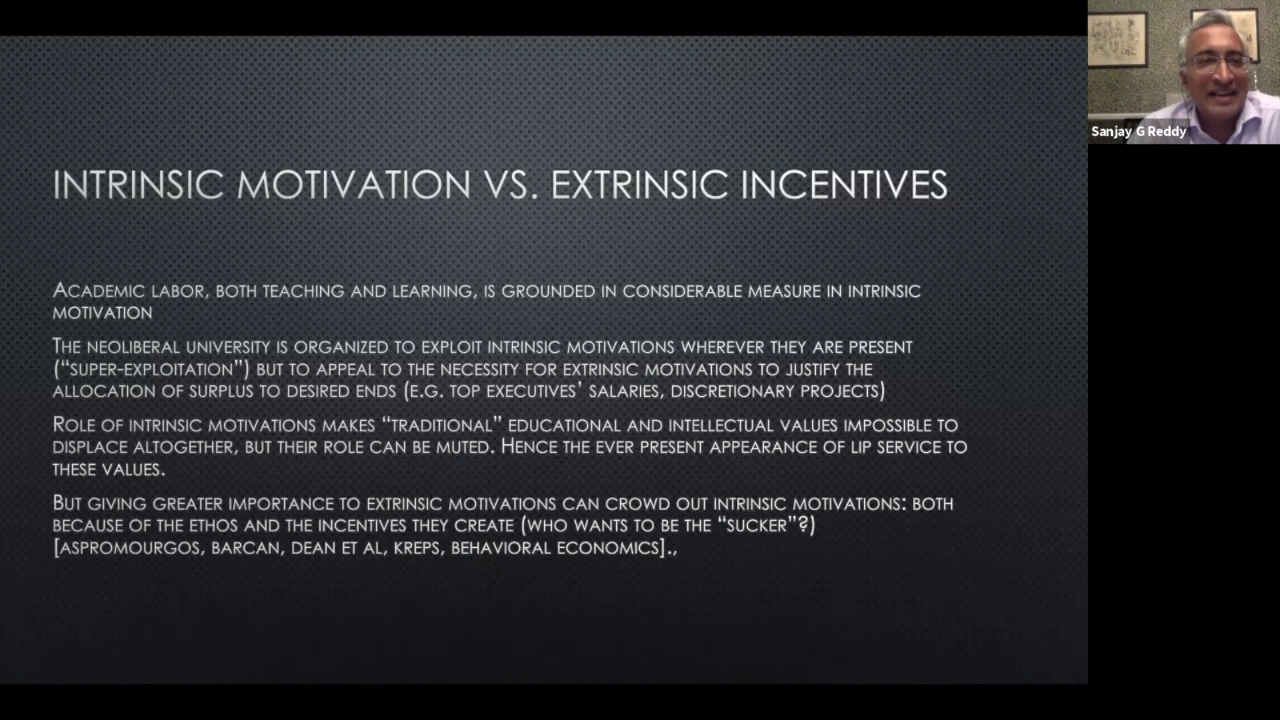 INTRINSIC MOTIVATION VS. EXTRINSIC INCENTIVES
ACADEMIC LABOR, BOTH TEACHING AND LEARNING, IS GROUNDED IN CONSIDERABLE MEASURE IN INTRINSIC
MOTIVATION
THE NEOLIBERAL UNIVERSITY IS ORGANIZED TO EXPLOIT INTRINSIC MOTIVATIONS WHEREVER THEY ARE PRESENT
(“SUPER-EXPLOITATION”) BUT TO APPEAL TO THE NECESSITY FOR EXTRINSIC MOTIVATIONS TO JUSTIFY THE
ALLOCATION OF SURPLUS TO DESIRED ENDS (E.G. TOP EXECUTIVES’ SALARIES, DISCRETIONARY PROJECTS)
ROLE OF INTRINSIC MOTIVATIONS MAKES “TRADITIONAL” EDUCATIONAL AND INTELLECTUAL VALUES IMPOSSIBLE TO
DISPLACE ALTOGETHER, BUT THEIR ROLE CAN BE MUTED. HENCE THE EVER PRESENT APPEARANCE OF LIP SERVICE TO
THESE VALUES.
BUT GIVING GREATER IMPORTANCE TO EXTRINSIC MOTIVATIONS CAN CROWD OUT INTRINSIC MOTIVATIONS: BOTH
BECAUSE OF THE ETHOS AND THE INCENTIVES THEY CREATE (WHO WANTS TO BE THE “SUCKER”?)
[ASPROMOURGOS, BARCAN, DEAN ET AL, KREPS, BEHAVIORAL ECONOMICS].,
Sanjay G Reddy